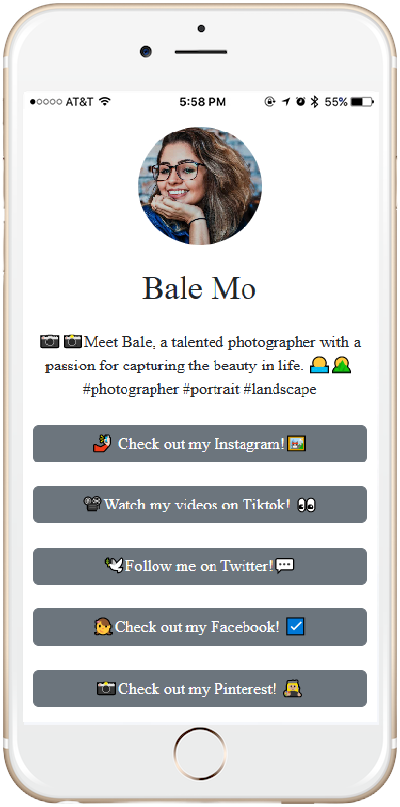 AT&T 5:58 PM 55%
Bale Mo
📷 📸Meet Bale, a talented photographer with a
passion for capturing the beauty in life. 🌅🌄
#photographer #portrait #landscape
🤳 Check out my Instagram!🖼️
📽️Watch my videos on Tiktok! 👀
🕊️Follow me on Twitter!💬
Check out my Facebook! ☑️
📸Check out my Pinterest!